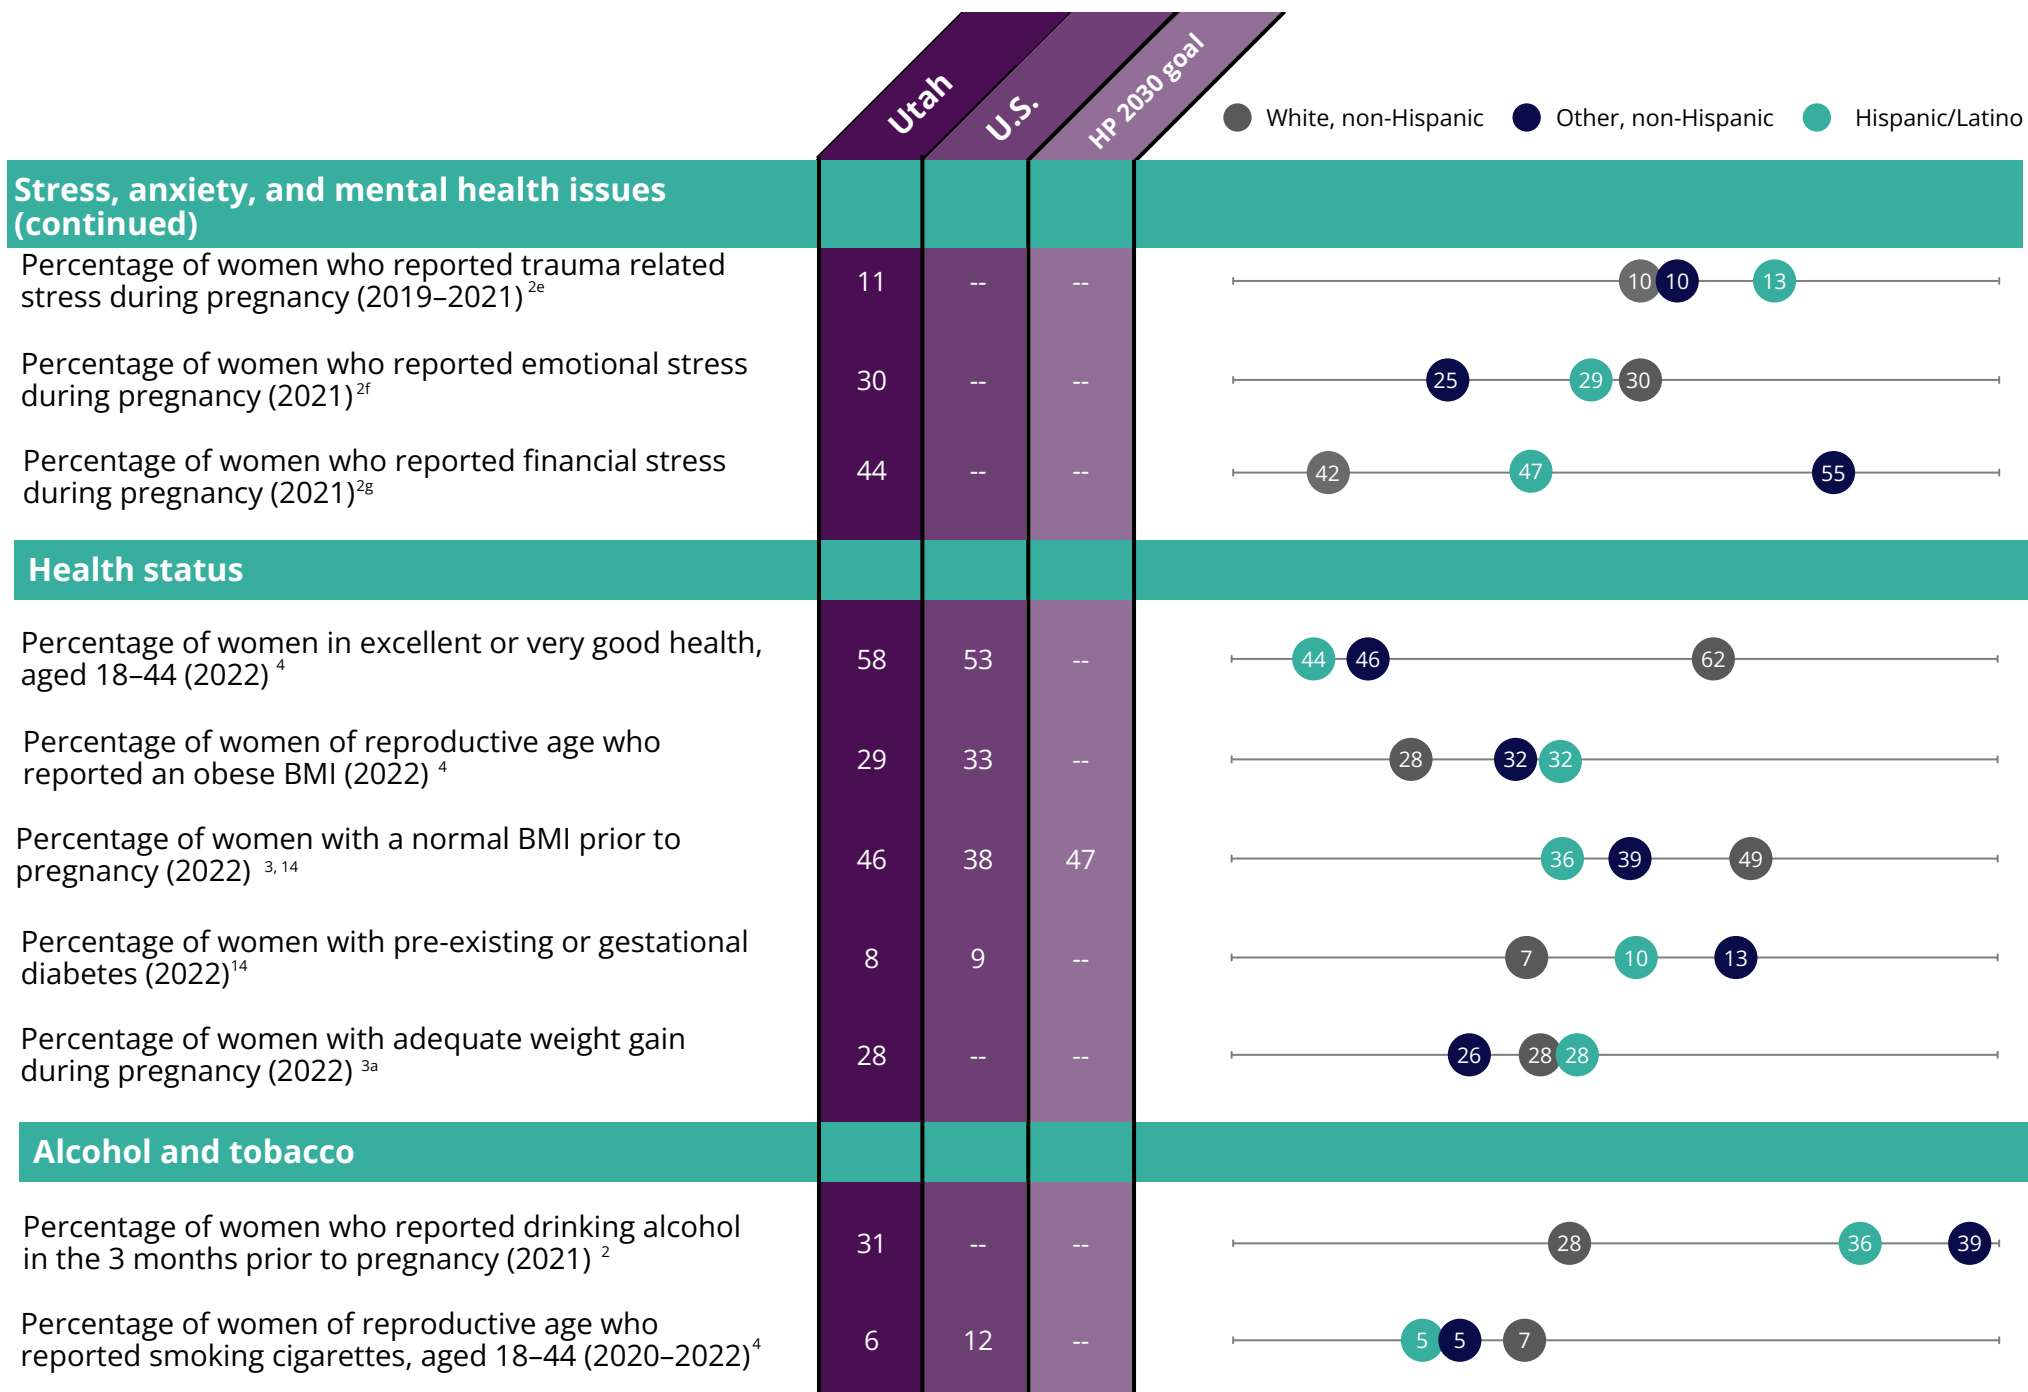 Utah
U.S.
HP 2030 goal
White, non-Hispanic
Other, non-Hispanic
Hispanic/Latino
Stress, anxiety, and mental health issues
(continued)
Percentage of women who reported trauma related
stress during pregnancy (2019–2021) 2e
11 -- -- 10 10 13
Percentage of women who reported emotional stress
during pregnancy (2021) 2f
30 -- -- 25 29 30
Percentage of women who reported financial stress
during pregnancy (2021) 2g
44 -- -- 42 47 55
Health status
Percentage of women in excellent or very good health,
aged 18–44 (2022) 4
58 53 -- 44 46 62
Percentage of women of reproductive age who
reported an obese BMI (2022) 4
29 33 -- 28 32 32
Percentage of women with a normal BMI prior to
pregnancy (2022) 3, 14
46 38 47 36 39 49
Percentage of women with pre-existing or gestational
diabetes (2022) 14
8 9 -- 7 10 13
Percentage of women with adequate weight gain
during pregnancy (2022) 3a
28 -- -- 26 28 28
Alcohol and tobacco
Percentage of women who reported drinking alcohol
in the 3 months prior to pregnancy (2021) 2
31 -- -- 28 36 39
Percentage of women of reproductive age who
reported smoking cigarettes, aged 18–44 (2020–2022) 4
6 12 -- 5 5 7